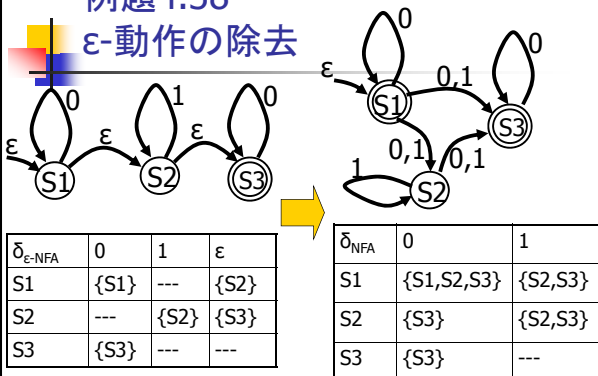 例題4.38
ε-動作の除去
ε
0
ε
1
ε
0
S1
S2
S3
δε-NFA 0 1 ε
S1 {S1} --- {S2}
S2 --- {S2} {S3}
S3 {S3} --- ---
ε
0
0
0,1
S1
S3
0,1
0,1
1
S2
δNFA 0 1
S1 {S1,S2,S3} {S2,S3}
S2 {S3} {S2,S3}
S3 {S3} ---